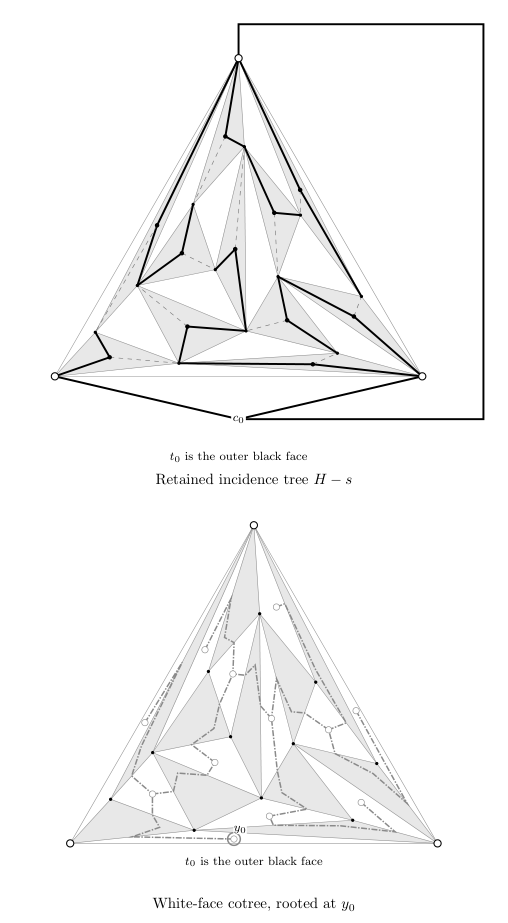 c₀
t₀ is the outer black face
Retained incidence tree H − s
y₀
t₀ is the outer black face
White-face cotree, rooted at y₀